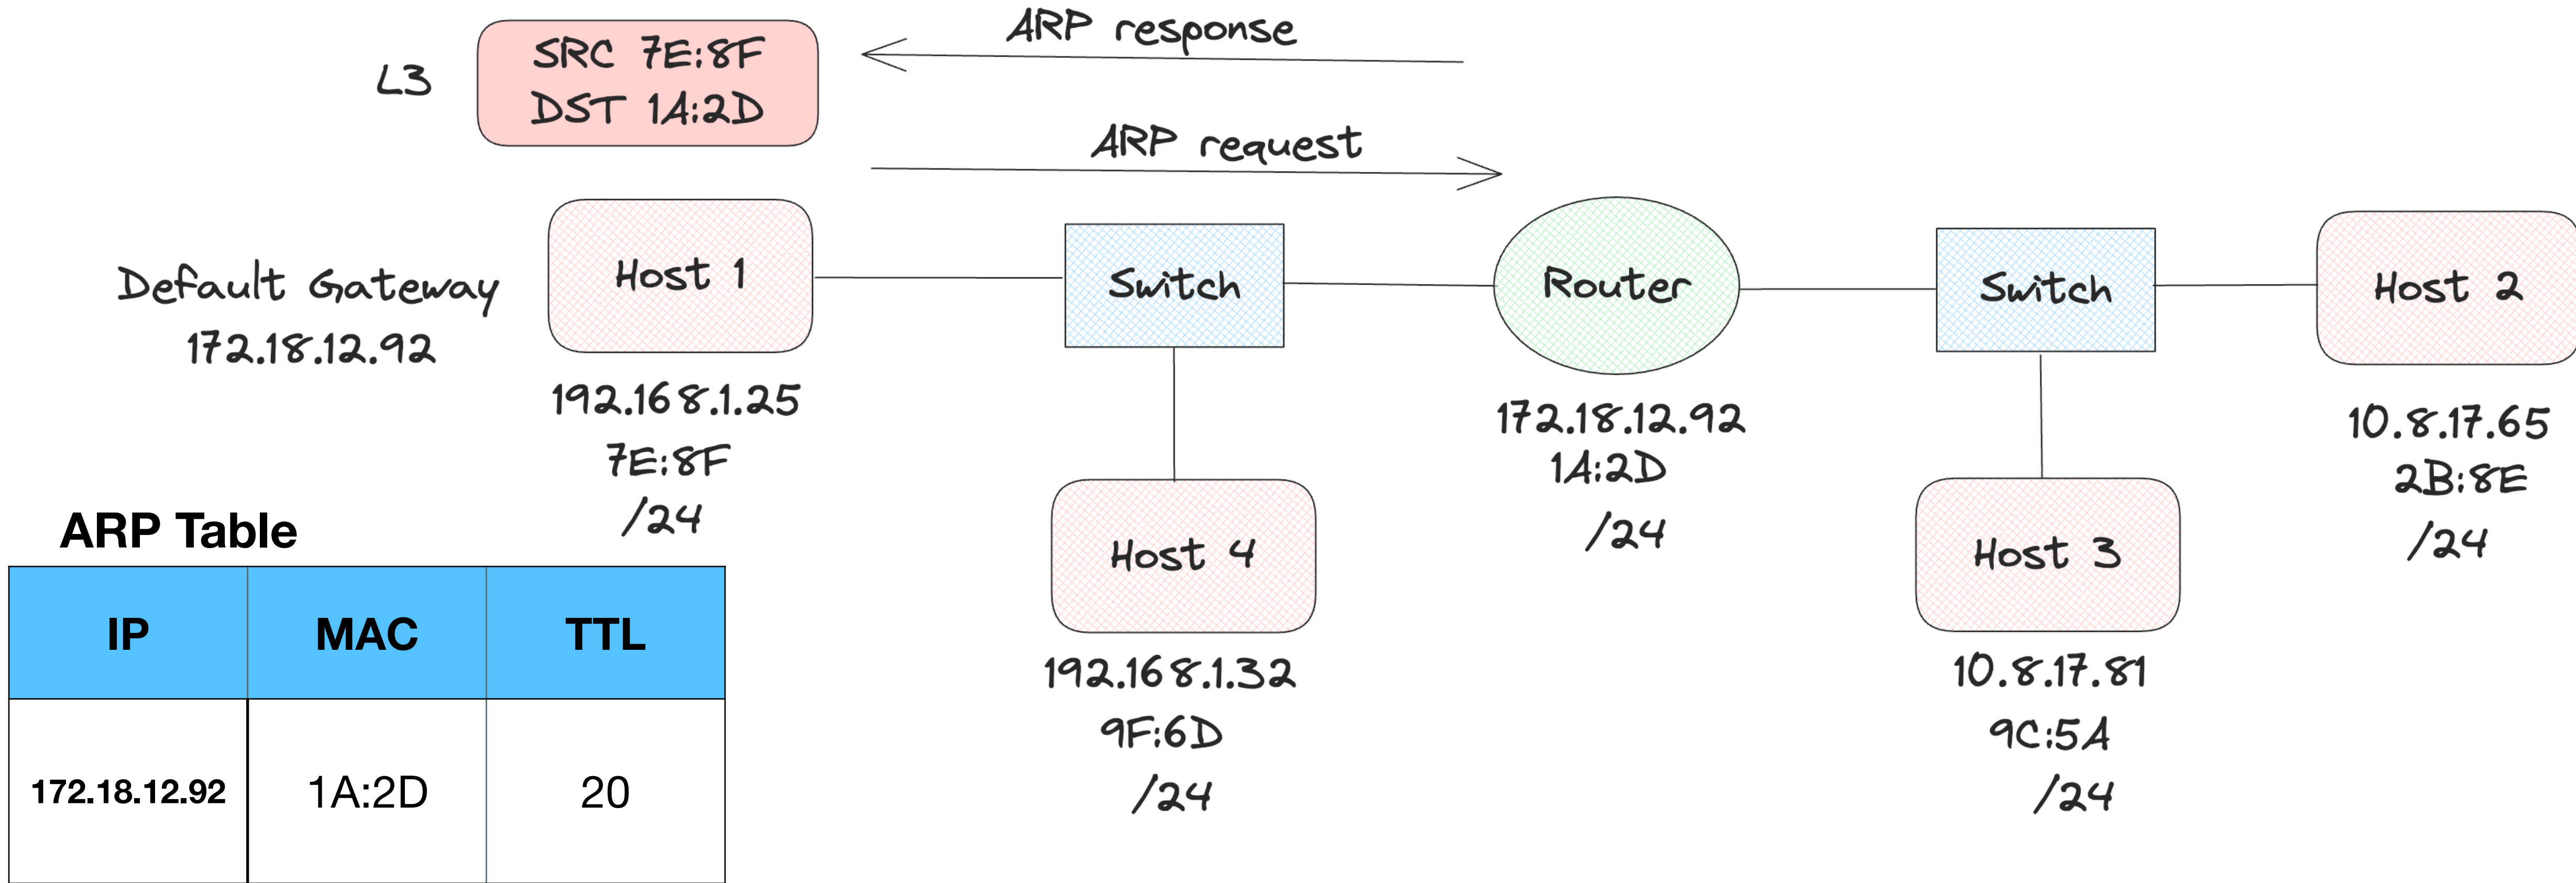 ARP response
L3
SRC 7E:8F
DST 1A:2D
ARP request
Default Gateway
172.18.12.92
Host 1
192.168.1.25
7E:8F
/24
Switch
Router
172.18.12.92
1A:2D
/24
Switch
Host 2
10.8.17.65
2B:8E
/24
Host 4
192.168.1.32
9F:6D
/24
Host 3
10.8.17.81
9C:5A
/24
ARP Table
IP MAC TTL
172.18.12.92 1A:2D 20